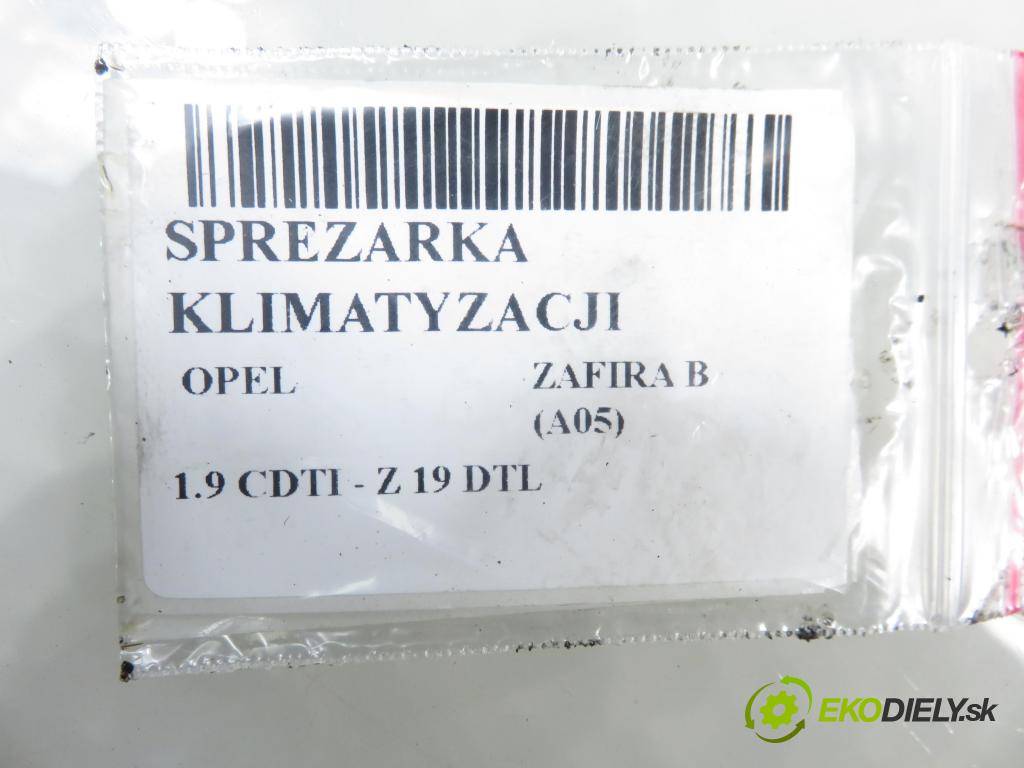 SPREZARKA
KLIMATYZACJI
OPEL ZAFIRA B
(A05)
1.9 CDTI - Z 19 DTL
EKODIELY.sk